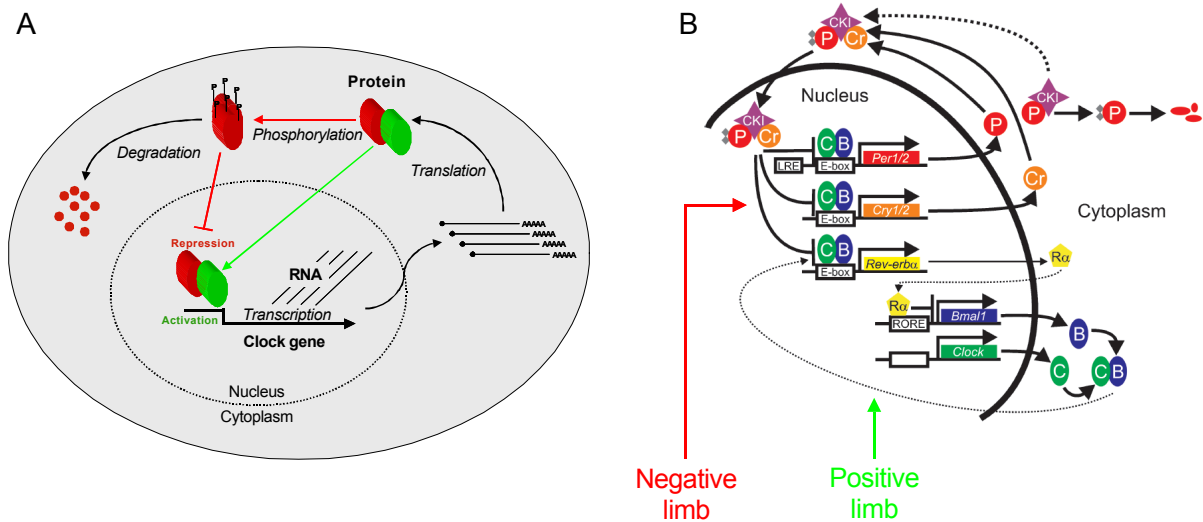 A
Protein
P P P P P
Phosphorylation
Degradation
Translation
AAAAA
AAAAA
AAAAA
AAAAA
Repression
RNA
Transcription
Activation
Clock gene
Nucleus
Cytoplasm
B
CKI
P Cr
Nucleus
CKI
P
P
CKI
P Cr
P
C B
LRE
E-box
Per1/2
Cr
C B
E-box
Cry1/2
Cytoplasm
C B
E-box
Rev-erbα
Rα
Rα
RORE
Bmal1
B
Clock
C
C B
Negative
limb
Positive
limb